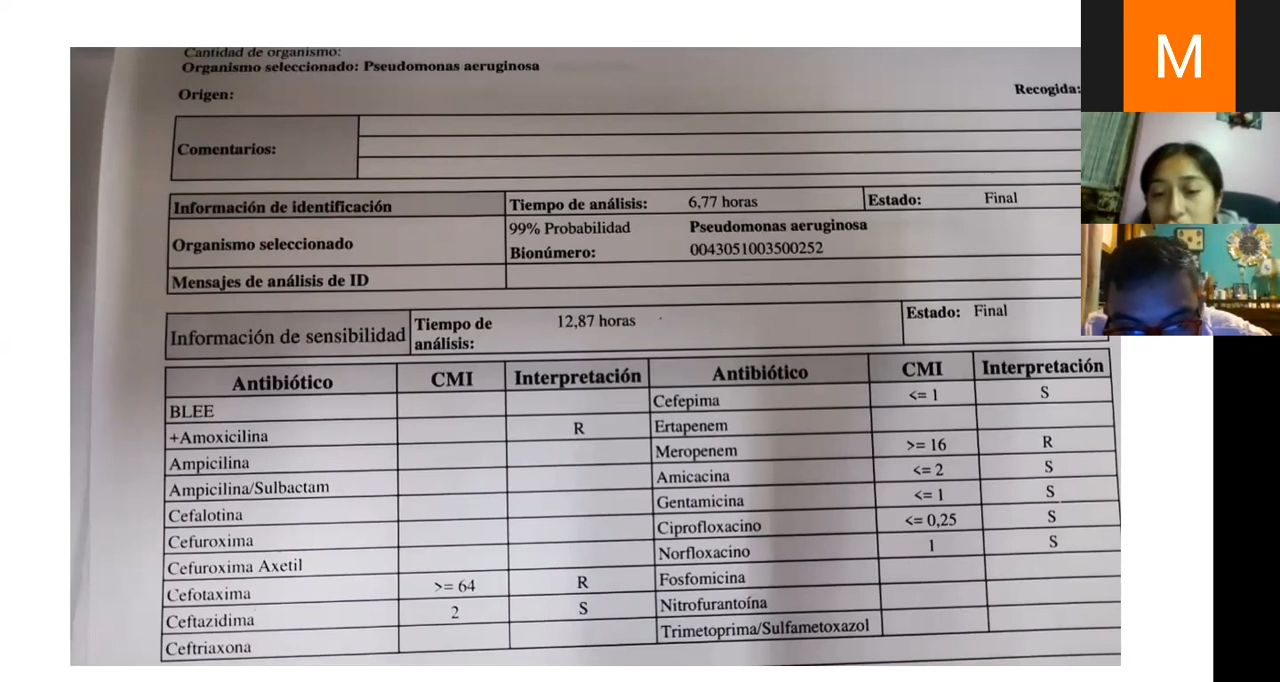 Cantidad de organismo:
Organismo seleccionado: Pseudomonas aeruginosa
Origen: Recogida:
Comentarios:
Información de identificación Tiempo de análisis: 6,77 horas Estado: Final
Organismo seleccionado 99% Probabilidad Pseudomonas aeruginosa
Bionúmero: 0043051003500252
Mensajes de análisis de ID
Información de sensibilidad Tiempo de análisis: 12,87 horas Estado: Final
Antibiótico CMI Interpretación Antibiótico CMI Interpretación
BLEE Cefepima <= 1 S
+Amoxicilina R Ertapenem
Ampicilina Meropenem >= 16 R
Ampicilina/Sulbactam Amicacina <= 2 S
Cefalotina Gentamicina <= 1 S
Cefuroxima Ciprofloxacino <= 0,25 S
Cefuroxima Axetil Norfloxacino 1 S
Cefotaxima >= 64 R Fosfomicina
Ceftazidima 2 S Nitrofurantoína
Ceftriaxona Trimetoprima/Sulfametoxazol
M